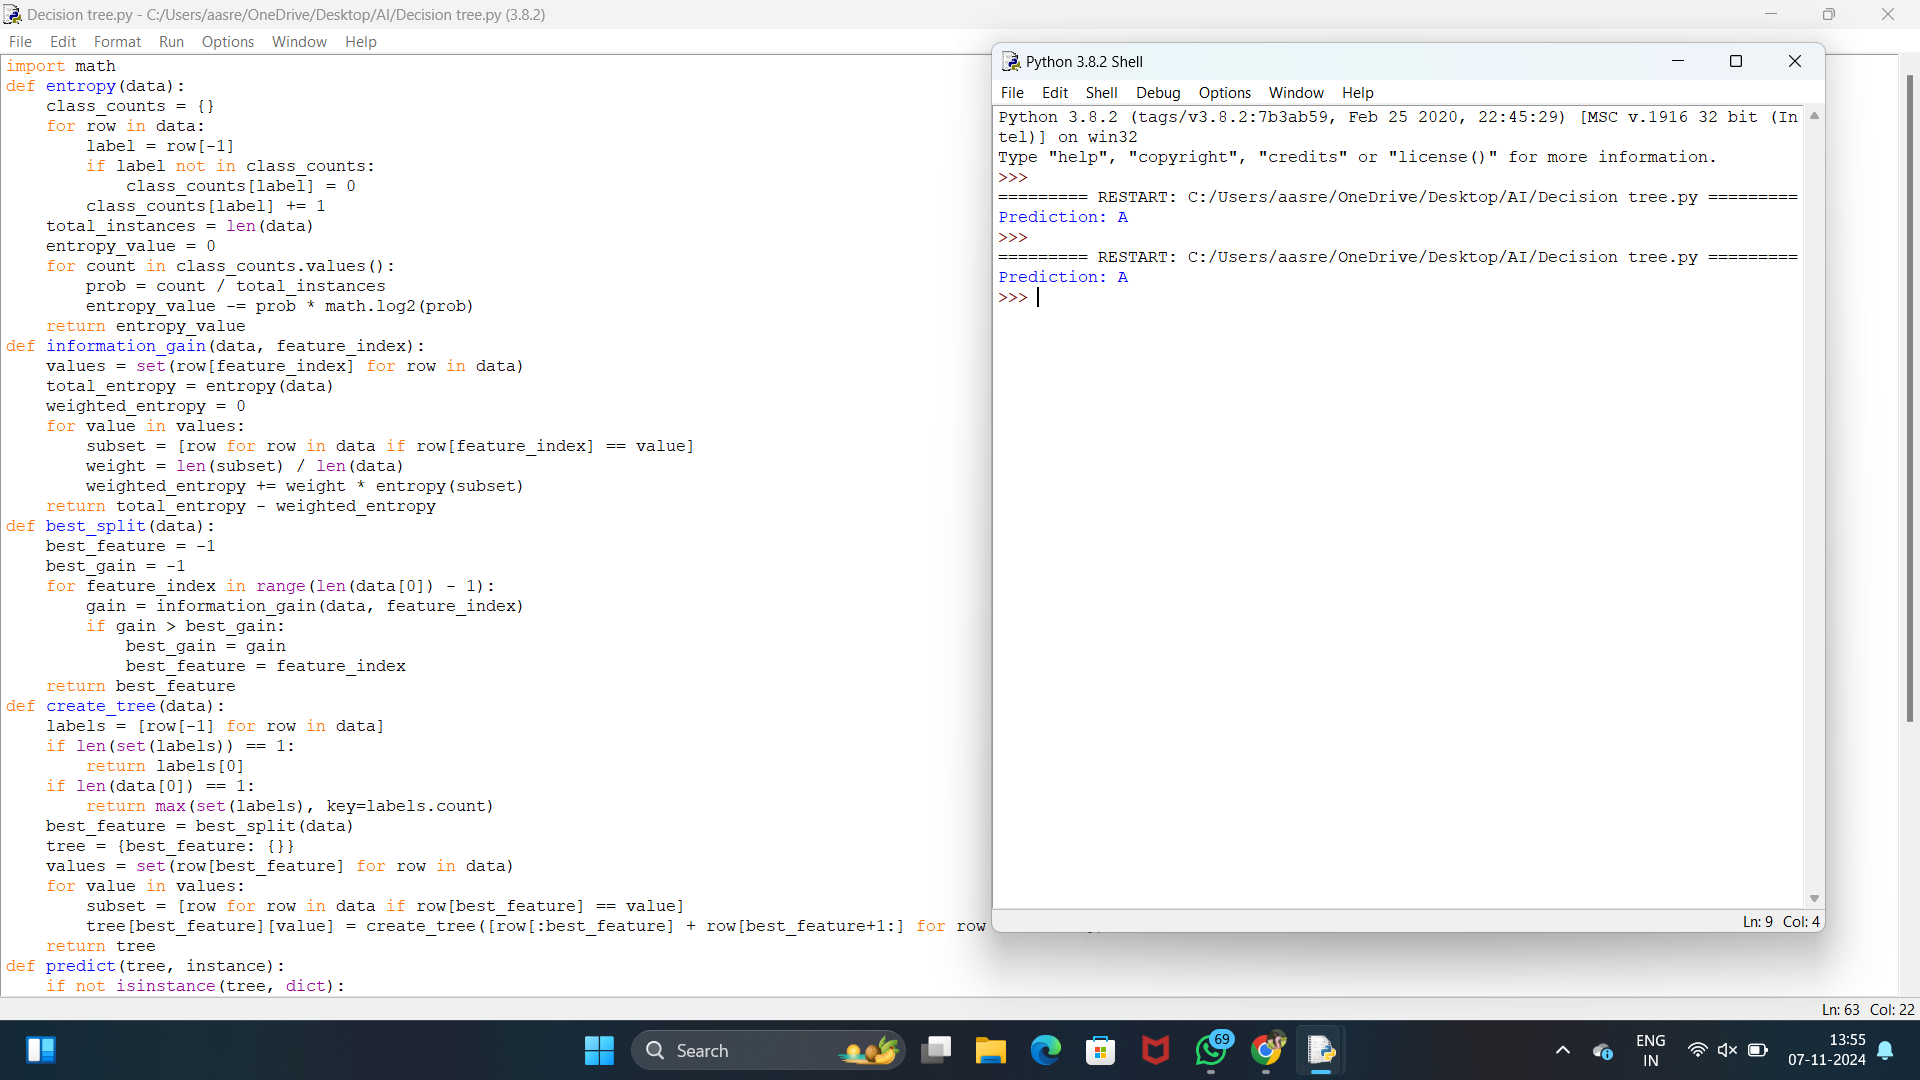 Decision tree.py - C:/Users/aasre/OneDrive/Desktop/AI/Decision tree.py (3.8.2)
File Edit Format Run Options Window Help
import math
def entropy(data):
    class_counts = {}
    for row in data:
        label = row[-1]
        if label not in class_counts:
            class_counts[label] = 0
        class_counts[label] += 1
    total_instances = len(data)
    entropy_value = 0
    for count in class_counts.values():
        prob = count / total_instances
        entropy_value -= prob * math.log2(prob)
    return entropy_value
def information_gain(data, feature_index):
    values = set(row[feature_index] for row in data)
    total_entropy = entropy(data)
    weighted_entropy = 0
    for value in values:
        subset = [row for row in data if row[feature_index] == value]
        weight = len(subset) / len(data)
        weighted_entropy += weight * entropy(subset)
    return total_entropy - weighted_entropy
def best_split(data):
    best_feature = -1
    best_gain = -1
    for feature_index in range(len(data[0]) - 1):
        gain = information_gain(data, feature_index)
        if gain > best_gain:
            best_gain = gain
            best_feature = feature_index
    return best_feature
def create_tree(data):
    labels = [row[-1] for row in data]
    if len(set(labels)) == 1:
        return labels[0]
    if len(data[0]) == 1:
        return max(set(labels), key=labels.count)
    best_feature = best_split(data)
    tree = {best_feature: {}}
    values = set(row[best_feature] for row in data)
    for value in values:
        subset = [row for row in data if row[best_feature] == value]
        tree[best_feature][value] = create_tree([row[:best_feature] + row[best_feature+1:] for row
    return tree
def predict(tree, instance):
    if not isinstance(tree, dict):
Ln: 63 Col: 22
Python 3.8.2 Shell
File Edit Shell Debug Options Window Help
Python 3.8.2 (tags/v3.8.2:7b3ab59, Feb 25 2020, 22:45:29) [MSC v.1916 32 bit (In
tel)] on win32
Type "help", "copyright", "credits" or "license()" for more information.
>>>
========= RESTART: C:/Users/aasre/OneDrive/Desktop/AI/Decision tree.py =========
Prediction: A
>>>
========= RESTART: C:/Users/aasre/OneDrive/Desktop/AI/Decision tree.py =========
Prediction: A
>>>
Ln: 9 Col: 4
Search
69
ENG
IN
13:55
07-11-2024